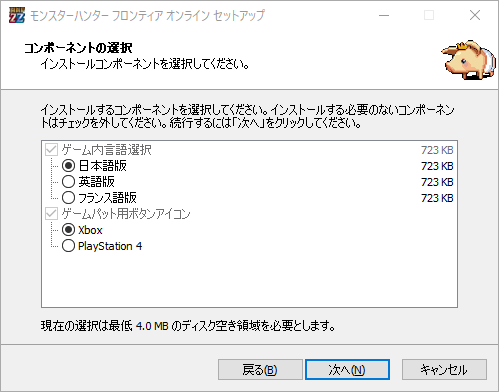 モンスターハンター フロンティア オンライン セットアップ
コンポーネントの選択
インストールコンポーネントを選択してください。
インストールするコンポーネントを選択してください。インストールする必要のないコンポーネン
トはチェックを外してください。続行するには「次へ」をクリックしてください。
ゲーム内言語選択 723 KB
日本語版 723 KB
英語版 723 KB
フランス語版 723 KB
ゲームパット用ボタンアイコン
Xbox
PlayStation 4
現在の選択は最低 4.0 MB のディスク空き領域を必要とします。
戻る(B) 次へ(N) キャンセル